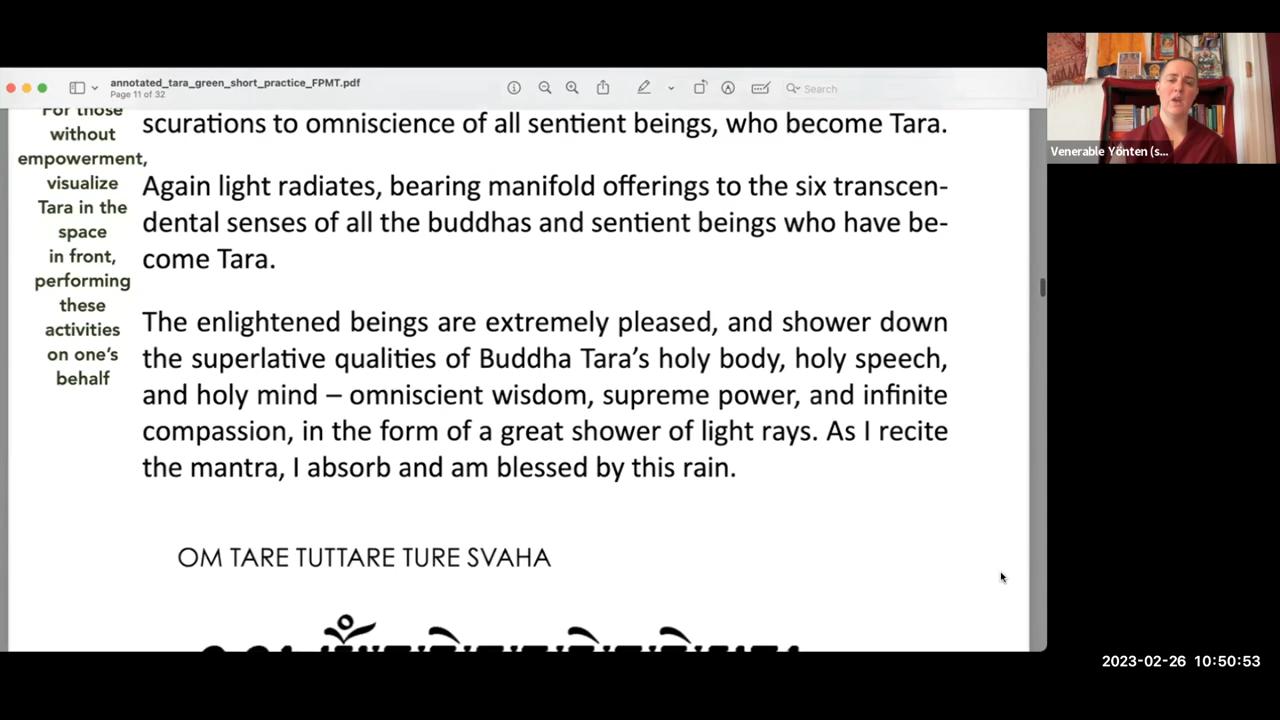 annotated_tara_green_short_practice_FPMT.pdf
Page 11 of 32
Search
For those
without
empowerment,
visualize
Tara in the
space
in front,
performing
these
activities
on one's
behalf
scurations to omniscience of all sentient beings, who become Tara.
Again light radiates, bearing manifold offerings to the six transcen-
dental senses of all the buddhas and sentient beings who have be-
come Tara.
The enlightened beings are extremely pleased, and shower down
the superlative qualities of Buddha Tara's holy body, holy speech,
and holy mind – omniscient wisdom, supreme power, and infinite
compassion, in the form of a great shower of light rays. As I recite
the mantra, I absorb and am blessed by this rain.
OM TARE TUTTARE TURE SVAHA
Venerable Yönten (s...
2023-02-26 10:50:53